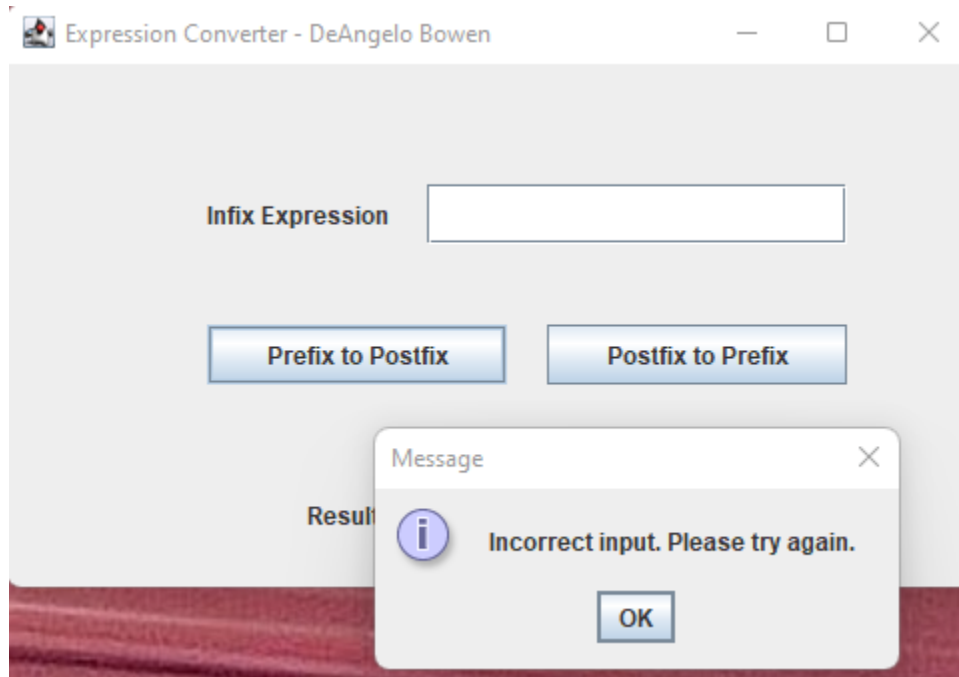 Expression Converter - DeAngelo Bowen
Infix Expression
Prefix to Postfix
Postfix to Prefix
Message
Result
Incorrect input. Please try again.
OK